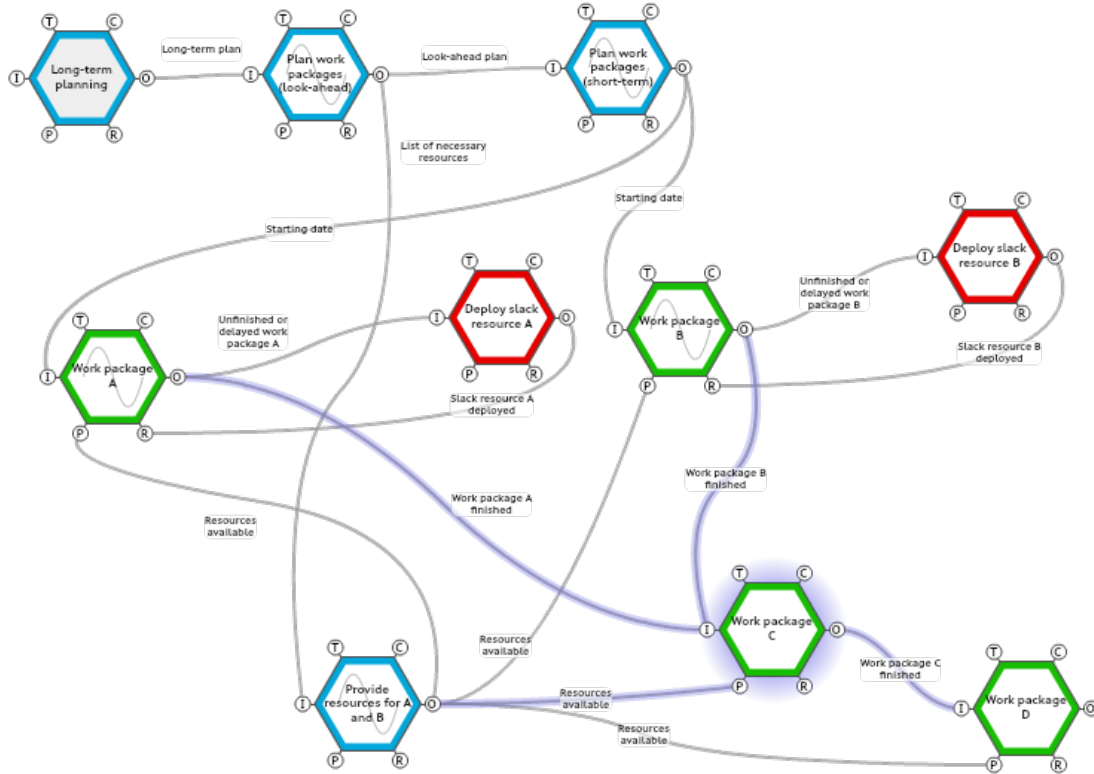 T C
T C
T C
Long-term plan
Look-ahead plan
Long-term
planning
Plan work
packages
(look-ahead)
Plan work
packages
(short-term)
I O
I O
I O
P R
P R
P R
List of necessary
resources
Starting date
Starting date
T C
Deploy slack
resource B
I O
P R
Unfinished or
delayed work
package B
Slack resource B
deployed
T C
Deploy slack
resource A
I O
P R
Unfinished or
delayed work
package A
Slack resource A
deployed
T C
Work package
B
I O
P R
T C
Work package
A
I O
P R
Work package B
finished
Work package A
finished
Resources
available
Resources
available
T C
Work package
C
I O
P R
Work package C
finished
T C
Provide
resources for A
and B
I O
P R
Resources
available
Resources
available
T C
Work package
D
I O
P R